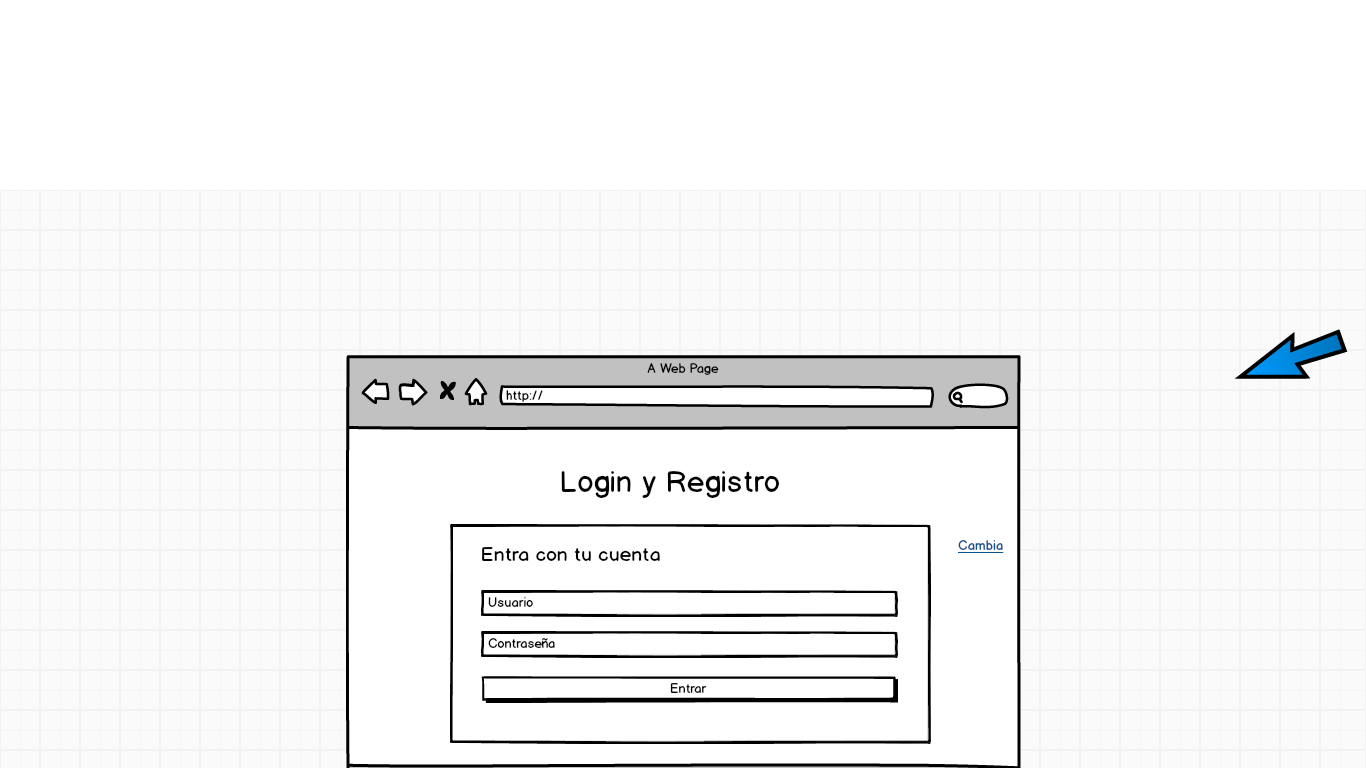 A Web Page
http://
Login y Registro
Cambia
Entra con tu cuenta
Usuario
Contraseña
Entrar